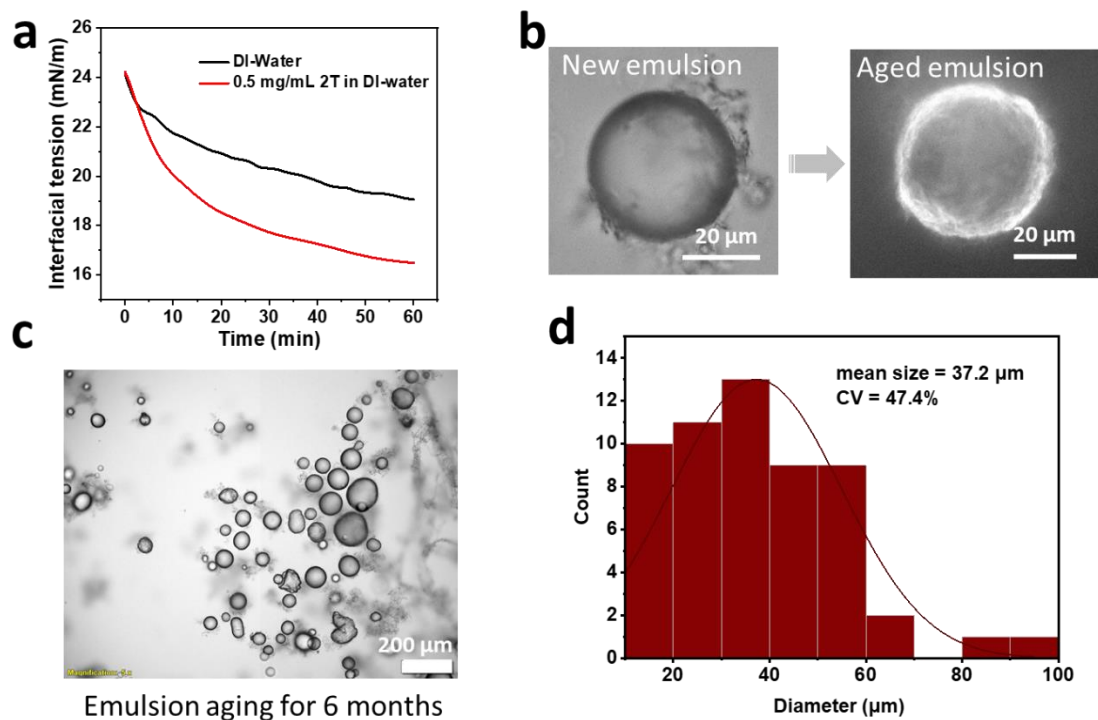 a
26
24
22
20
18
16
Interfacial tension (mN/m)
DI-Water
0.5 mg/mL 2T in DI-water
0 10 20 30 40 50 60
Time (min)
b
New emulsion
20 µm
Aged emulsion
20 µm
c
200 µm
Magnification: 5 x
Emulsion aging for 6 months
d
14
12
10
8
6
4
2
0
Count
mean size = 37.2 µm
CV = 47.4%
20 40 60 80 100
Diameter (µm)